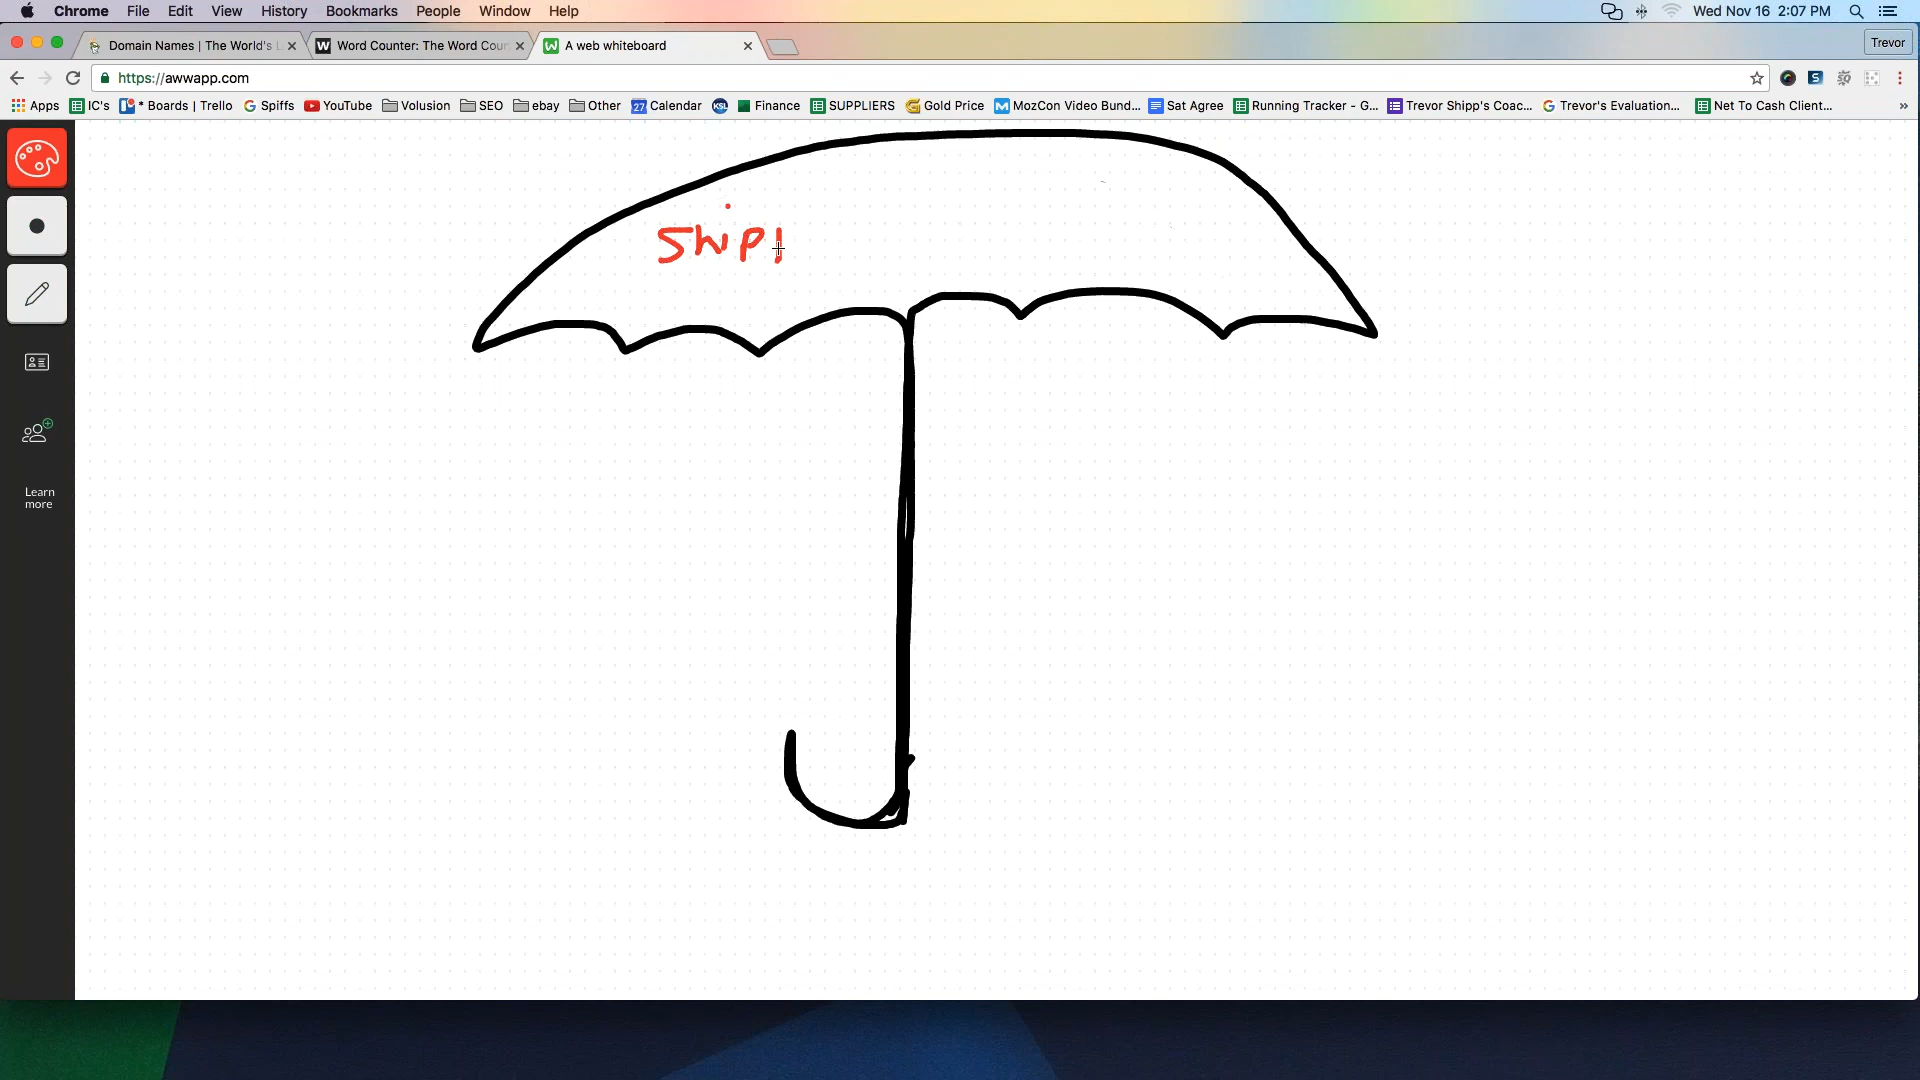 Chrome File Edit View History Bookmarks People Window Help Wed Nov 16 2:07 PM
Domain Names | The World's L Word Counter: The Word Coun A web whiteboard Trevor
https://awwapp.com
Apps IC's * Boards | Trello Spiffs YouTube Volusion SEO ebay Other 27 Calendar KSL Finance SUPPLIERS Gold Price MozCon Video Bund... Sat Agree Running Tracker - G... Trevor Shipp's Coac... Trevor's Evaluation... Net To Cash Client... »
Ship
Learn
more